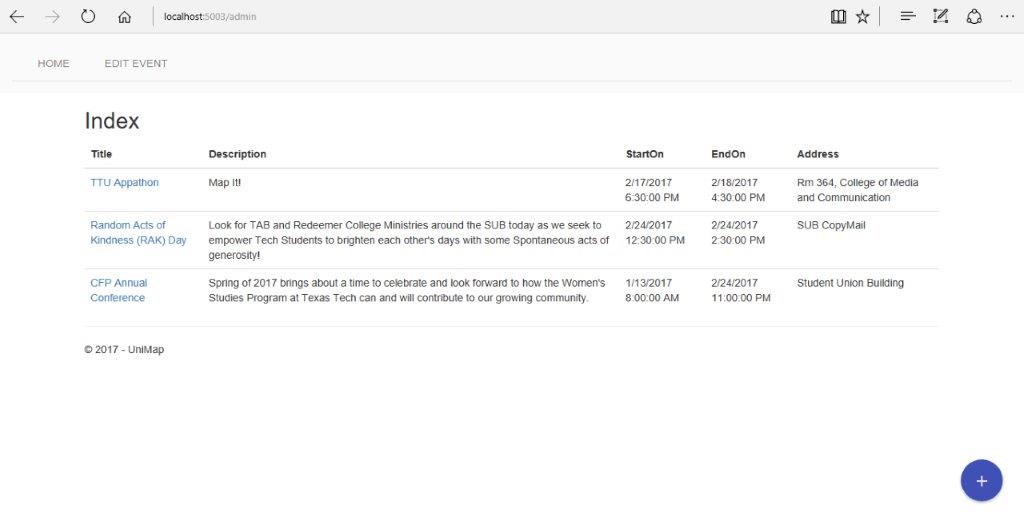 localhost:5003/admin
HOME EDIT EVENT
Index
Title Description StartOn EndOn Address
TTU Appathon Map It! 2/17/2017 2/18/2017 Rm 364, College of Media
6:30:00 PM 4:30:00 PM and Communication
Random Acts of Look for TAB and Redeemer College Ministries around the SUB today as we seek to 2/24/2017 2/24/2017 SUB CopyMail
Kindness (RAK) Day empower Tech Students to brighten each other's days with some Spontaneous acts of 12:30:00 PM 2:30:00 PM
generosity!
CFP Annual Spring of 2017 brings about a time to celebrate and look forward to how the Women's 1/13/2017 2/24/2017 Student Union Building
Conference Studies Program at Texas Tech can and will contribute to our growing community. 8:00:00 AM 11:00:00 PM
© 2017 - UniMap
+